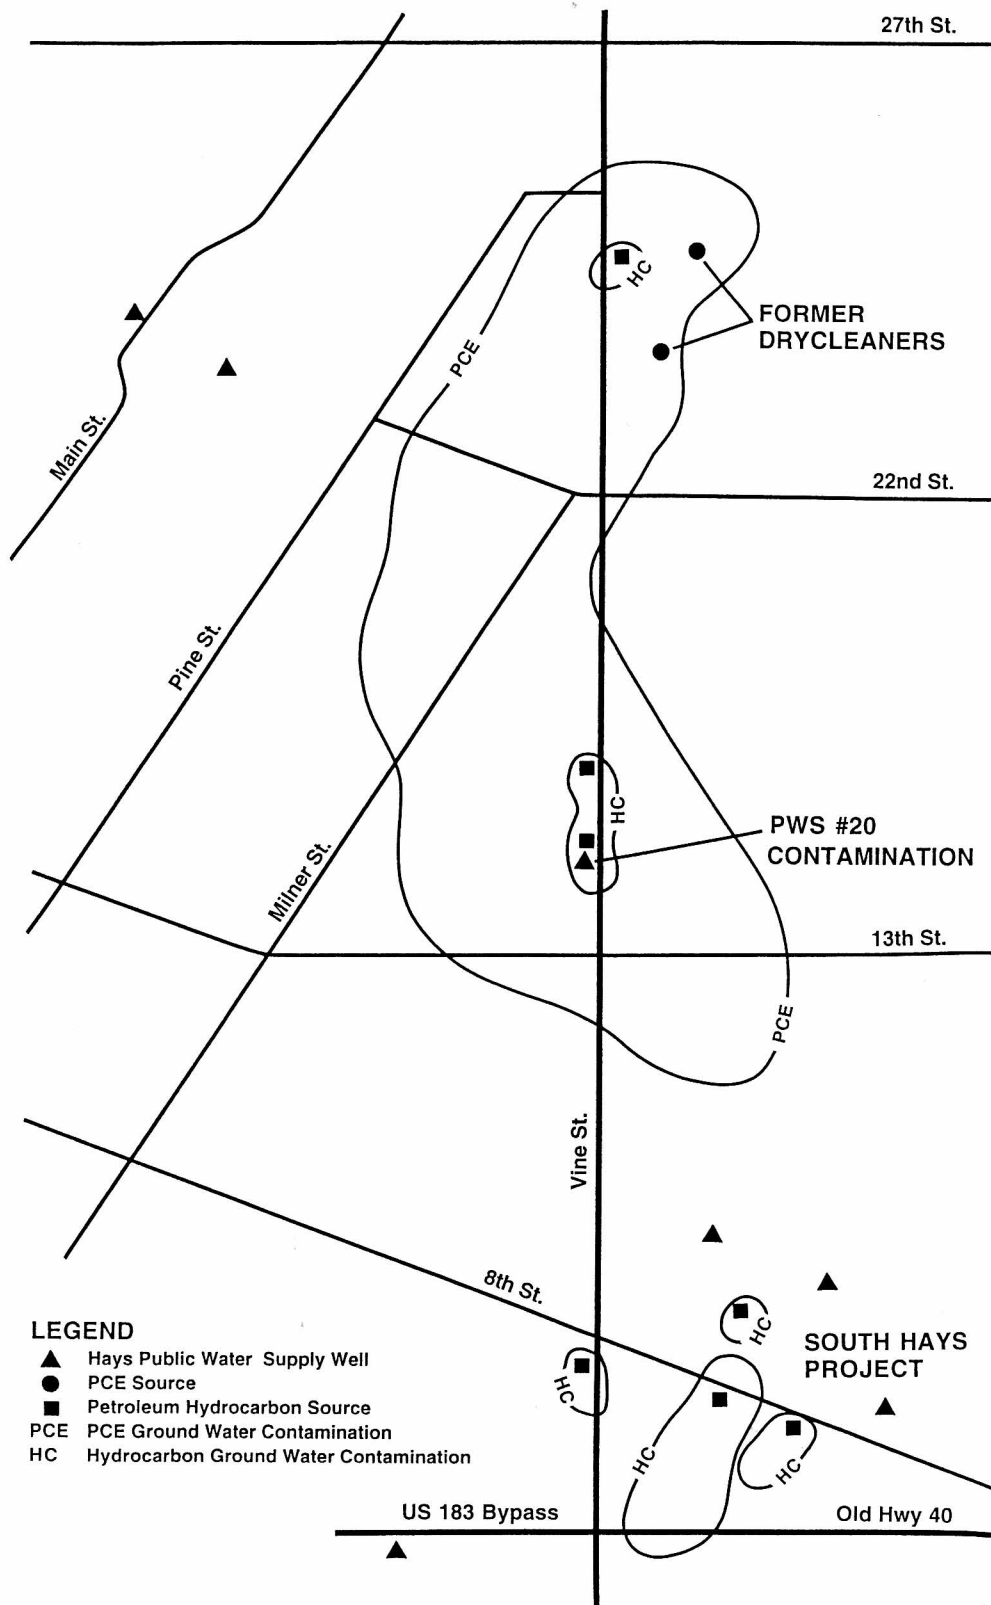 27th St.
HC
FORMER
DRYCLEANERS
PCE
Main St.
22nd St.
Pine St.
HC
PWS #20
CONTAMINATION
Milner St.
13th St.
PCE
Vine St.
8th St.
HC
SOUTH HAYS
PROJECT
HC
HC
HC
LEGEND
Hays Public Water Supply Well
PCE Source
Petroleum Hydrocarbon Source
PCE PCE Ground Water Contamination
HC Hydrocarbon Ground Water Contamination
US 183 Bypass
Old Hwy 40